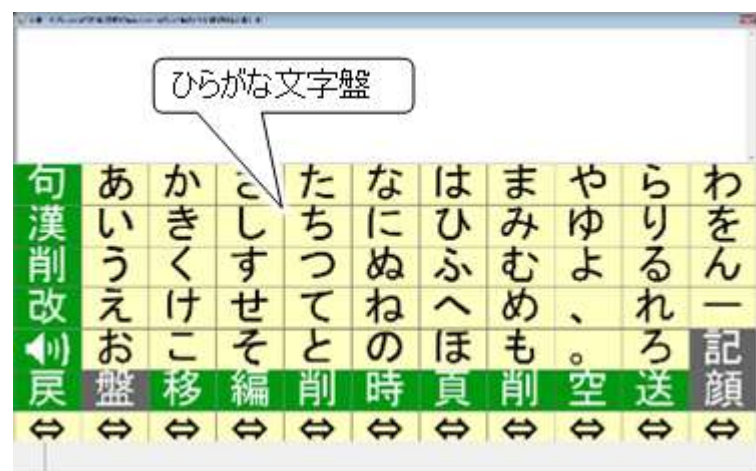 ひらがな文字盤
句 あ か さ た な は ま や ら わ
漢 い き し ち に ひ み ゆ り を
削 う く す つ ぬ ふ む よ る ん
改 え け せ て ね へ め 、 れ ー
お こ そ と の ほ も 。 ろ 記
戻 盤 移 編 削 時 頁 削 空 送 顔
⇔ ⇔ ⇔ ⇔ ⇔ ⇔ ⇔ ⇔ ⇔ ⇔ ⇔